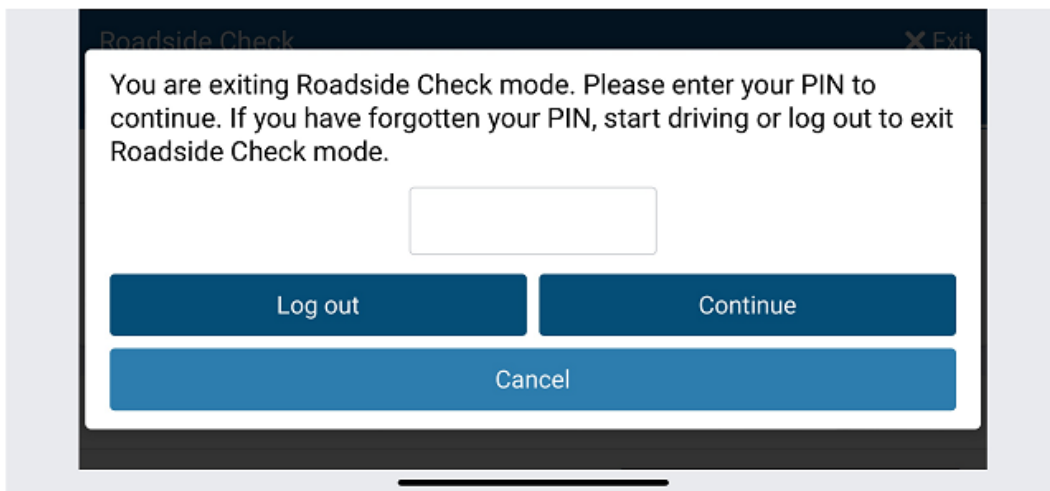 Roadside Check
✕ Exit
You are exiting Roadside Check mode. Please enter your PIN to
continue. If you have forgotten your PIN, start driving or log out to exit
Roadside Check mode.
Log out
Continue
Cancel